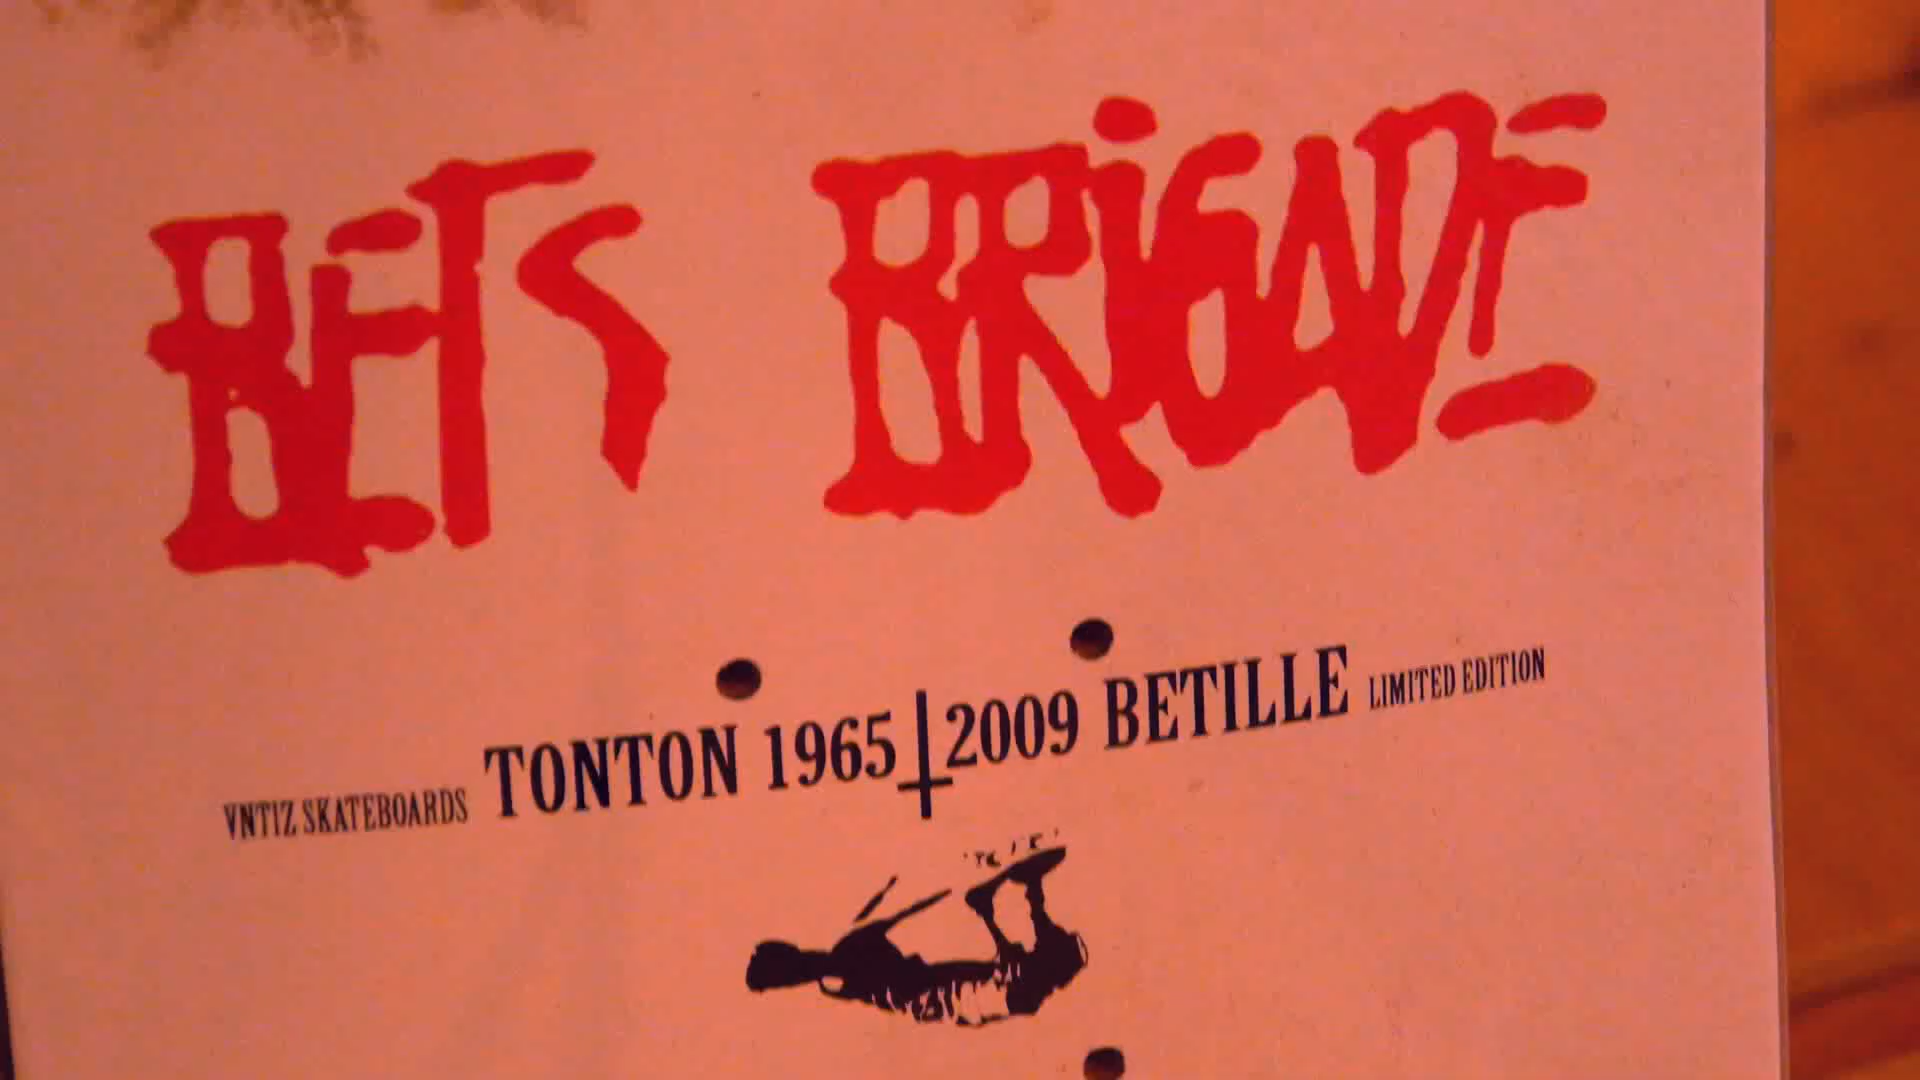 BETS BRIGADE
VNTIZ SKATEBOARDS TONTON 1965 2009 BETILLE LIMITED EDITION